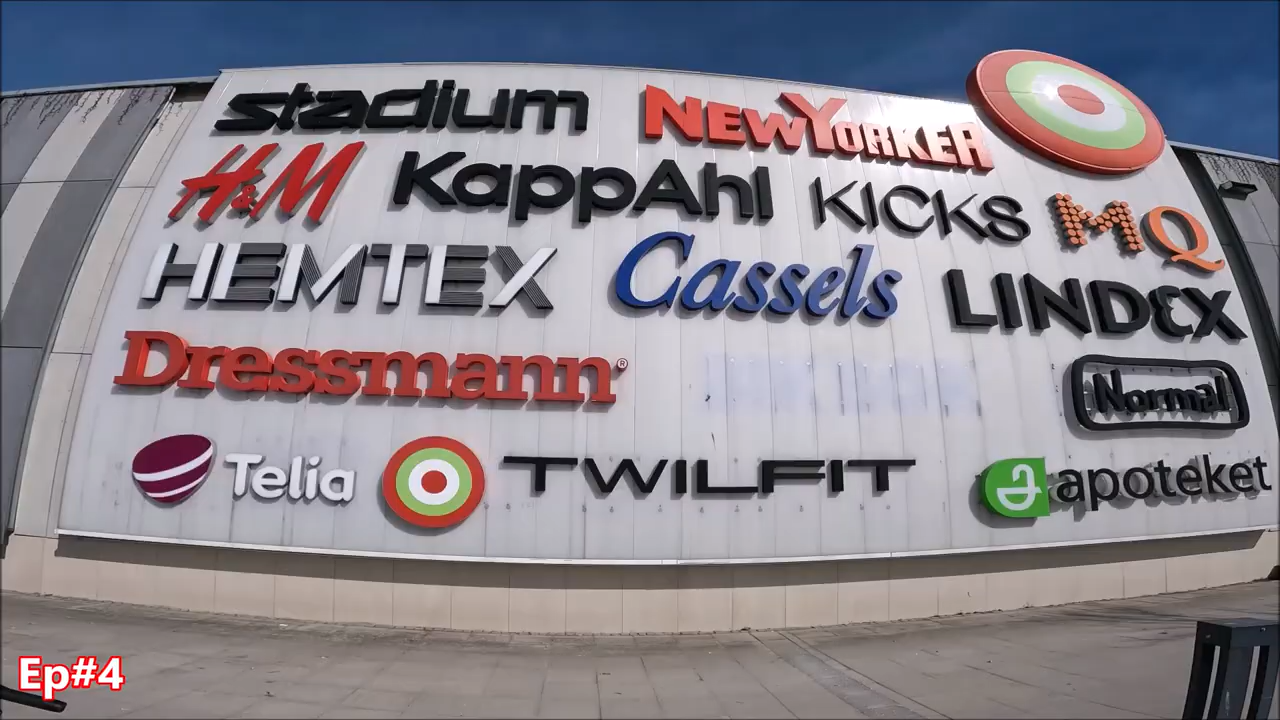 stadium NEWYORKER
H&M KappAhl KICKS MQ
HEMTEX Cassels LINDEX
Dressmann® Normal
Telia TWILFIT apoteket
Ep#4